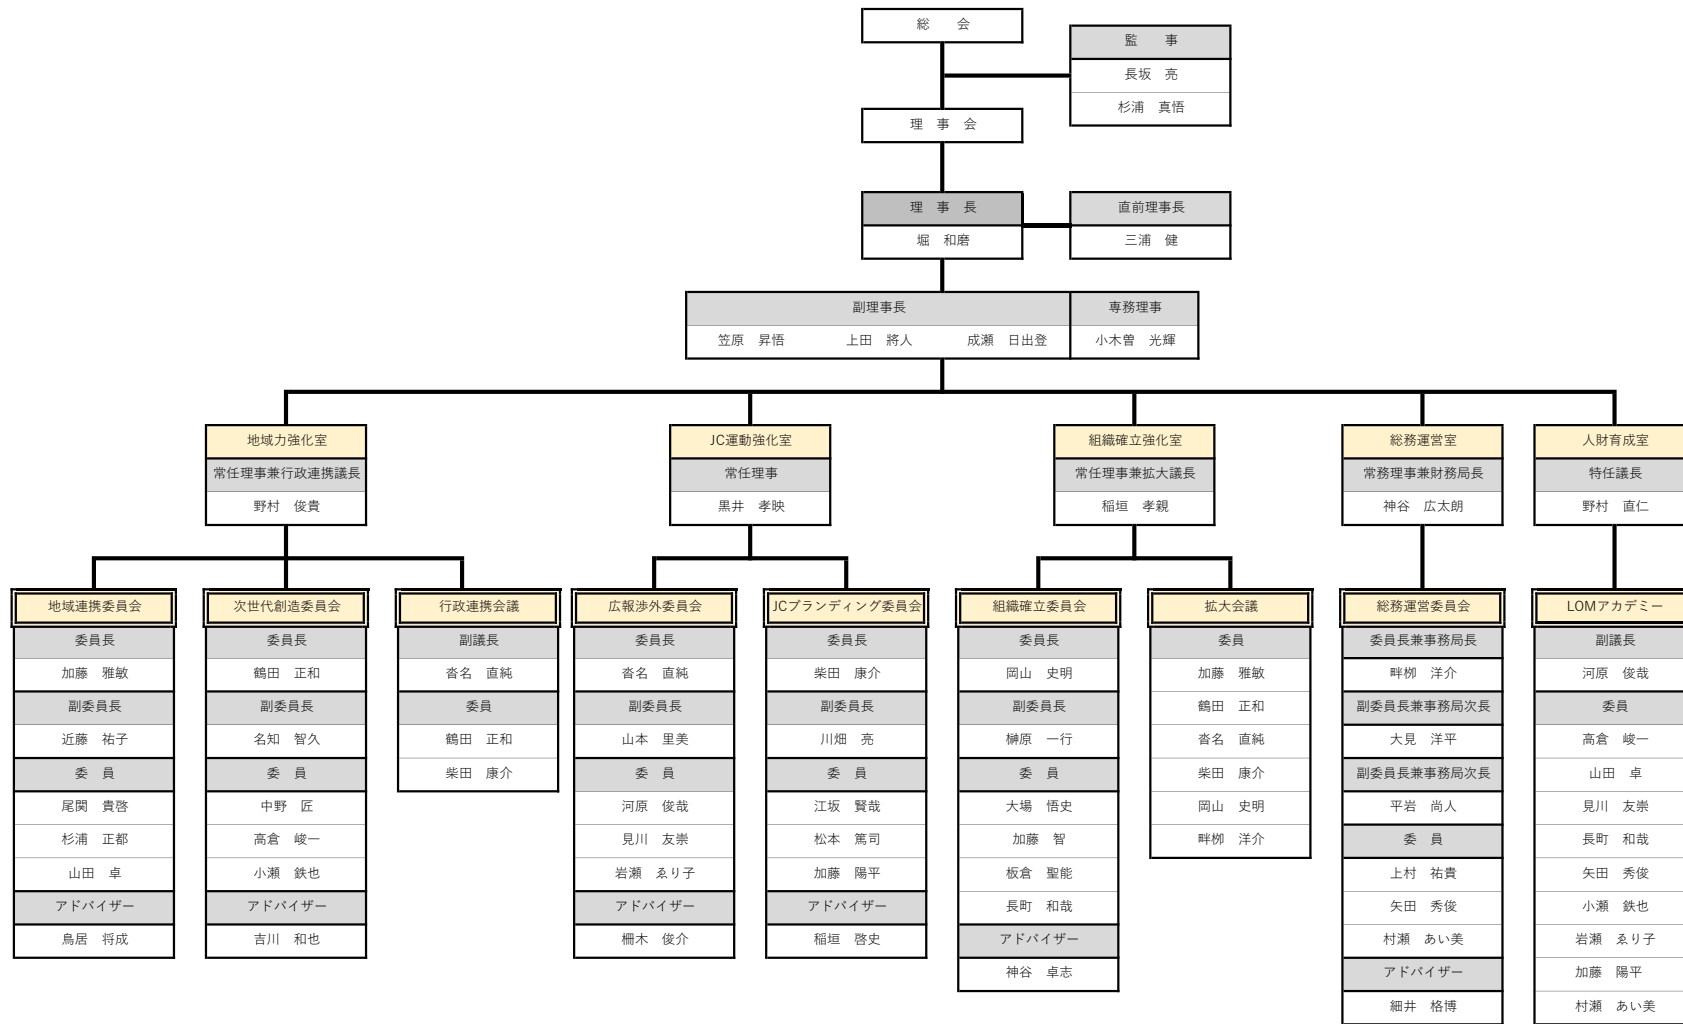 総　会
監　事
長坂　亮
杉浦　真悟
理　事　会
理　事　長
堀　和磨
直前理事長
三浦　健
副理事長
笠原　昇悟
上田　將人
成瀬　日出登
専務理事
小木曽　光輝
地域力強化室
常任理事兼行政連携議長
野村　俊貴
JC運動強化室
常任理事
黒井　孝映
組織確立強化室
常任理事兼拡大議長
稲垣　孝親
総務運営室
常務理事兼財務局長
神谷　広太朗
人財育成室
特任議長
野村　直仁
地域連携委員会
委員長
加藤　雅敏
副委員長
近藤　祐子
委　員
尾関　貴啓
杉浦　正都
山田　卓
アドバイザー
鳥居　将成
次世代創造委員会
委員長
鶴田　正和
副委員長
名知　智久
委　員
中野　匠
高倉　峻一
小瀬　鉄也
アドバイザー
吉川　和也
行政連携会議
副議長
沓名　直純
委員
鶴田　正和
柴田　康介
広報渉外委員会
委員長
沓名　直純
副委員長
山本　里美
委　員
河原　俊哉
見川　友崇
岩瀬　ゑり子
アドバイザー
柵木　俊介
JCブランディング委員会
委員長
柴田　康介
副委員長
川畑　亮
委　員
江坂　賢哉
松本　篤司
加藤　陽平
アドバイザー
稲垣　啓史
組織確立委員会
委員長
岡山　史明
副委員長
榊原　一行
委　員
大場　悟史
加藤　智
板倉　聖能
長町　和哉
アドバイザー
神谷　卓志
拡大会議
委員
加藤　雅敏
鶴田　正和
沓名　直純
柴田　康介
岡山　史明
畔栁　洋介
総務運営委員会
委員長兼事務局長
畔栁　洋介
副委員長兼事務局次長
大見　洋平
副委員長兼事務局次長
平岩　尚人
委　員
上村　祐貴
矢田　秀俊
村瀬　あい美
アドバイザー
細井　格博
LOMアカデミー
副議長
河原　俊哉
委員
高倉　峻一
山田　卓
見川　友崇
長町　和哉
矢田　秀俊
小瀬　鉄也
岩瀬　ゑり子
加藤　陽平
村瀬　あい美